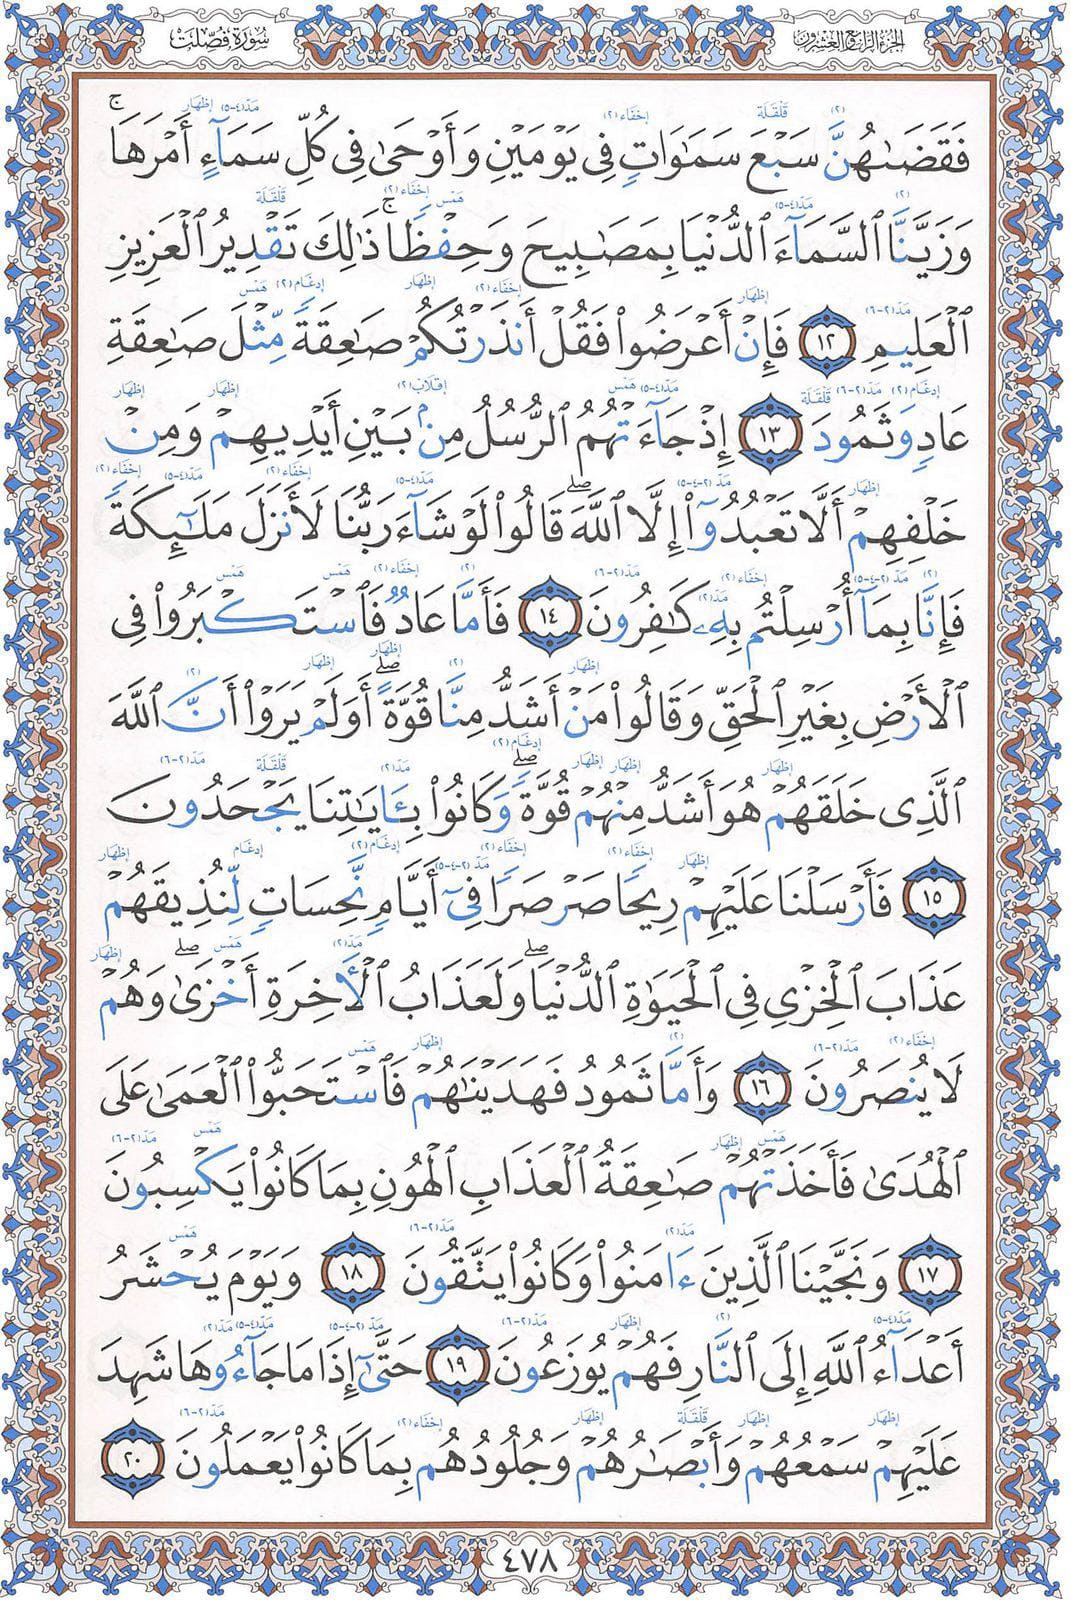 الجزء الرابع والعشرون
سورة فصلت
فَقَضَىٰهُنَّ سَبْعَ سَمَٰوَاتٍ فِى يَوْمَيْنِ وَأَوْحَىٰ فِى كُلِّ سَمَآءٍ أَمْرَهَا ۚ
وَزَيَّنَّا ٱلسَّمَآءَ ٱلدُّنْيَا بِمَصَٰبِيحَ وَحِفْظًا ۚ ذَٰلِكَ تَقْدِيرُ ٱلْعَزِيزِ
ٱلْعَلِيمِ ١٢ فَإِنْ أَعْرَضُوا۟ فَقُلْ أَنذَرْتُكُمْ صَٰعِقَةً مِّثْلَ صَٰعِقَةِ
عَادٍ وَثَمُودَ ١٣ إِذْ جَآءَتْهُمُ ٱلرُّسُلُ مِنۢ بَيْنِ أَيْدِيهِمْ وَمِنْ
خَلْفِهِمْ أَلَّا تَعْبُدُوٓا۟ إِلَّا ٱللَّهَ ۖ قَالُوا۟ لَوْ شَآءَ رَبُّنَا لَأَنزَلَ مَلَٰٓئِكَةً
فَإِنَّا بِمَآ أُرْسِلْتُم بِهِۦ كَٰفِرُونَ ١٤ فَأَمَّا عَادٌ فَٱسْتَكْبَرُوا۟ فِى
ٱلْأَرْضِ بِغَيْرِ ٱلْحَقِّ وَقَالُوا۟ مَنْ أَشَدُّ مِنَّا قُوَّةً ۖ أَوَلَمْ يَرَوْا۟ أَنَّ ٱللَّهَ
ٱلَّذِى خَلَقَهُمْ هُوَ أَشَدُّ مِنْهُمْ قُوَّةً ۖ وَكَانُوا۟ بِـَٔايَٰتِنَا يَجْحَدُونَ
١٥ فَأَرْسَلْنَا عَلَيْهِمْ رِيحًا صَرْصَرًا فِىٓ أَيَّامٍ نَّحِسَاتٍ لِّنُذِيقَهُمْ
عَذَابَ ٱلْخِزْىِ فِى ٱلْحَيَوٰةِ ٱلدُّنْيَا ۖ وَلَعَذَابُ ٱلْأَخِرَةِ أَخْزَىٰ ۖ وَهُمْ
لَا يُنصَرُونَ ١٦ وَأَمَّا ثَمُودُ فَهَدَيْنَٰهُمْ فَٱسْتَحَبُّوا۟ ٱلْعَمَىٰ عَلَى
ٱلْهُدَىٰ فَأَخَذَتْهُمْ صَٰعِقَةُ ٱلْعَذَابِ ٱلْهُونِ بِمَا كَانُوا۟ يَكْسِبُونَ
١٧ وَنَجَّيْنَا ٱلَّذِينَ ءَامَنُوا۟ وَكَانُوا۟ يَتَّقُونَ ١٨ وَيَوْمَ يُحْشَرُ
أَعْدَآءُ ٱللَّهِ إِلَى ٱلنَّارِ فَهُمْ يُوزَعُونَ ١٩ حَتَّىٰٓ إِذَا مَا جَآءُوهَا شَهِدَ
عَلَيْهِمْ سَمْعُهُمْ وَأَبْصَٰرُهُمْ وَجُلُودُهُم بِمَا كَانُوا۟ يَعْمَلُونَ ٢٠
٤٧٨